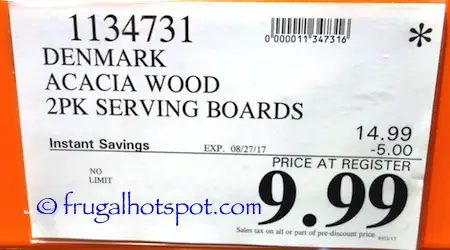 1134731
0000011347316
*
DENMARK
ACACIA WOOD
2PK SERVING BOARDS
14.99
Instant Savings EXP. 08/27/17 -5.00
PRICE AT REGISTER
NO
LIMIT
9.99
© frugalhotspot.com
Sales tax on all or part of pre-discount price